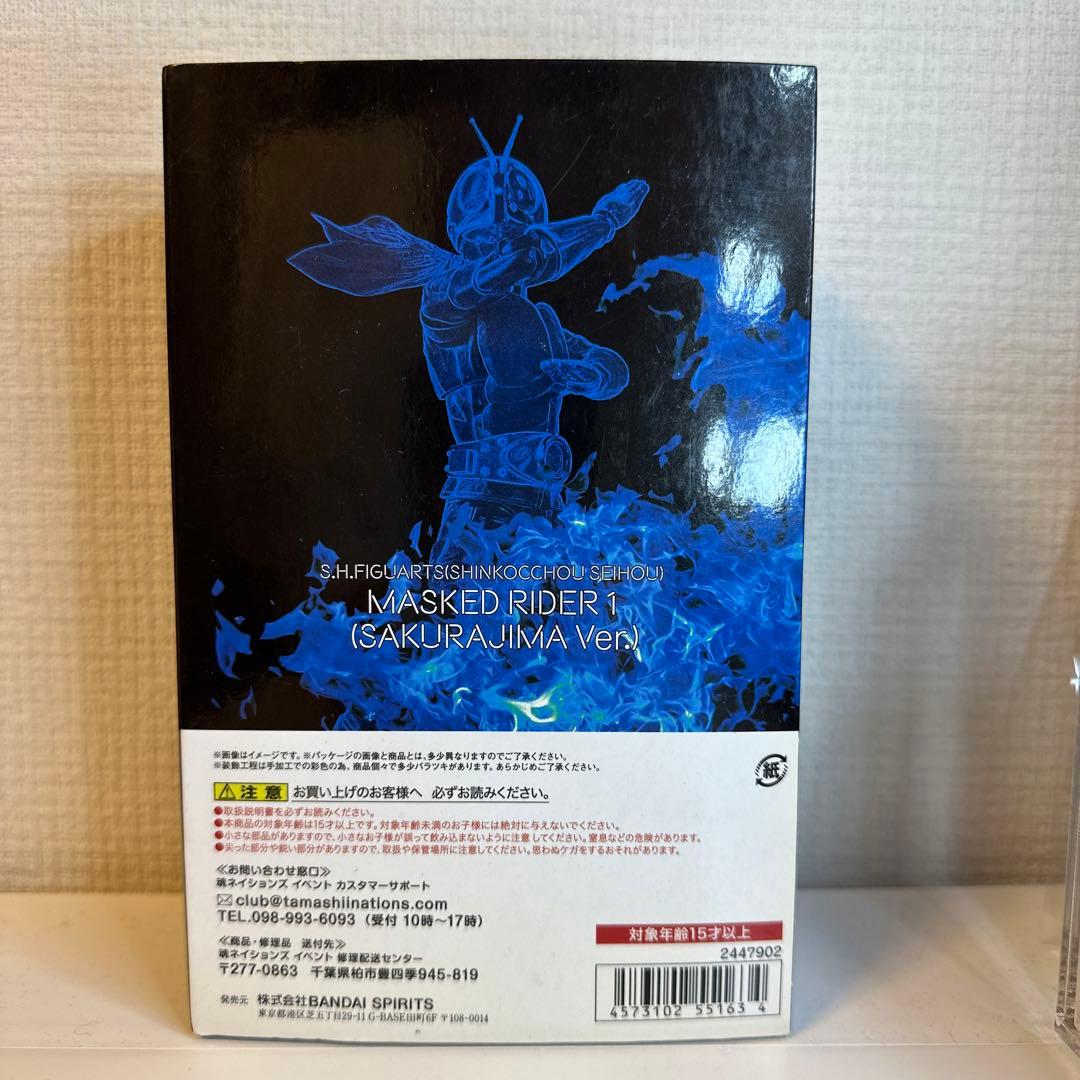 S.H.FIGUARTS(SHINKOCCHOU SEIHOU)
MASKED RIDER 1
(SAKURAJIMA Ver.)
※画像はイメージです。※パッケージの画像と商品とは、多少異なりますのでご了承ください。
※装飾工程は手加工での彩色の為、商品個々で多少バラツキがあります。あらかじめご了承ください。
紙
注意 お買い上げのお客様へ 必ずお読みください。
●取扱説明書を必ずお読みください。
●本商品の対象年齢は15才以上です。対象年齢未満のお子様には絶対に与えないでください。
●小さな部品がありますので、小さなお子様が誤って飲み込まないように注意してください。窒息などの危険があります。
●尖った部分や鋭い部分がありますので、取扱や保管場所に注意してください。思わぬケガをするおそれがあります。
≪お問い合わせ窓口≫
魂ネイションズ イベント カスタマーサポート
club@tamashiinations.com
TEL.098-993-6093(受付 10時〜17時)
≪商品・修理品 送付先≫
魂ネイションズ イベント 修理配送センター
〒277-0863 千葉県柏市豊四季945-819
発売元 株式会社BANDAI SPIRITS
東京都港区芝五丁目29-11 G-BASE田町6F 〒108-0014
対象年齢15才以上
2447902
4573102 55163 4